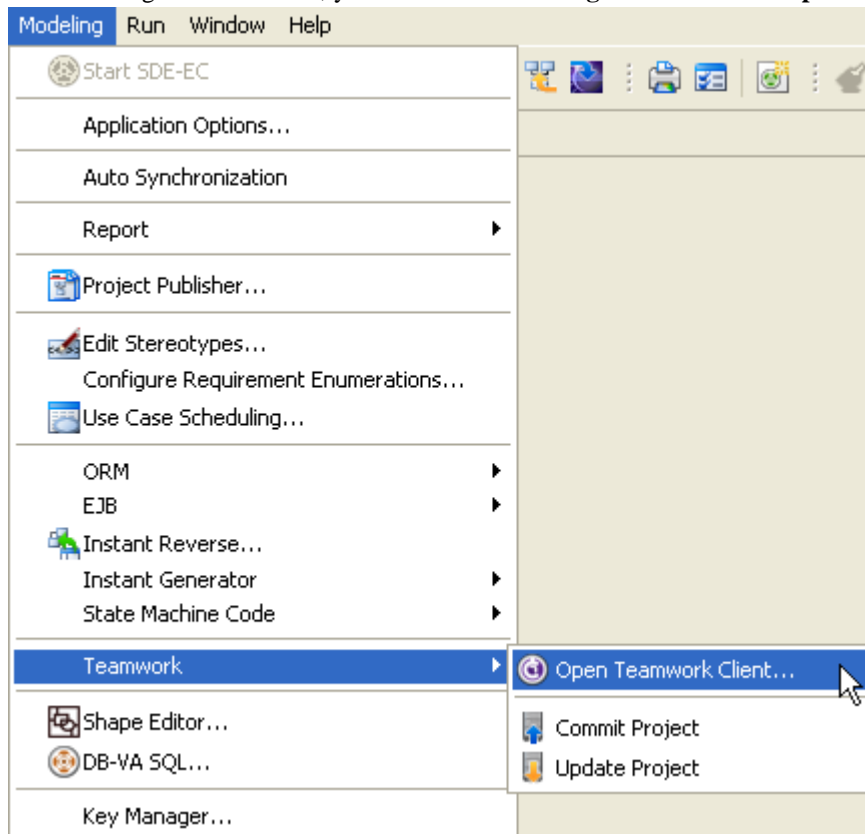 Modeling Run Window Help
Start SDE-EC
Application Options...
Auto Synchronization
Report
Project Publisher...
Edit Stereotypes...
Configure Requirement Enumerations...
Use Case Scheduling...
ORM
EJB
Instant Reverse...
Instant Generator
State Machine Code
Teamwork
Open Teamwork Client...
Commit Project
Update Project
Shape Editor...
DB-VA SQL...
Key Manager...